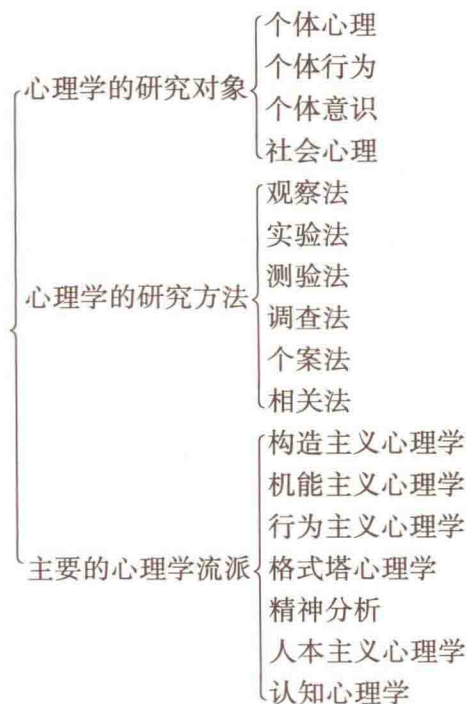 心理学的研究对象
个体心理
个体行为
个体意识
社会心理
心理学的研究方法
观察法
实验法
测验法
调查法
个案法
相关法
主要的心理学流派
构造主义心理学
机能主义心理学
行为主义心理学
格式塔心理学
精神分析
人本主义心理学
认知心理学